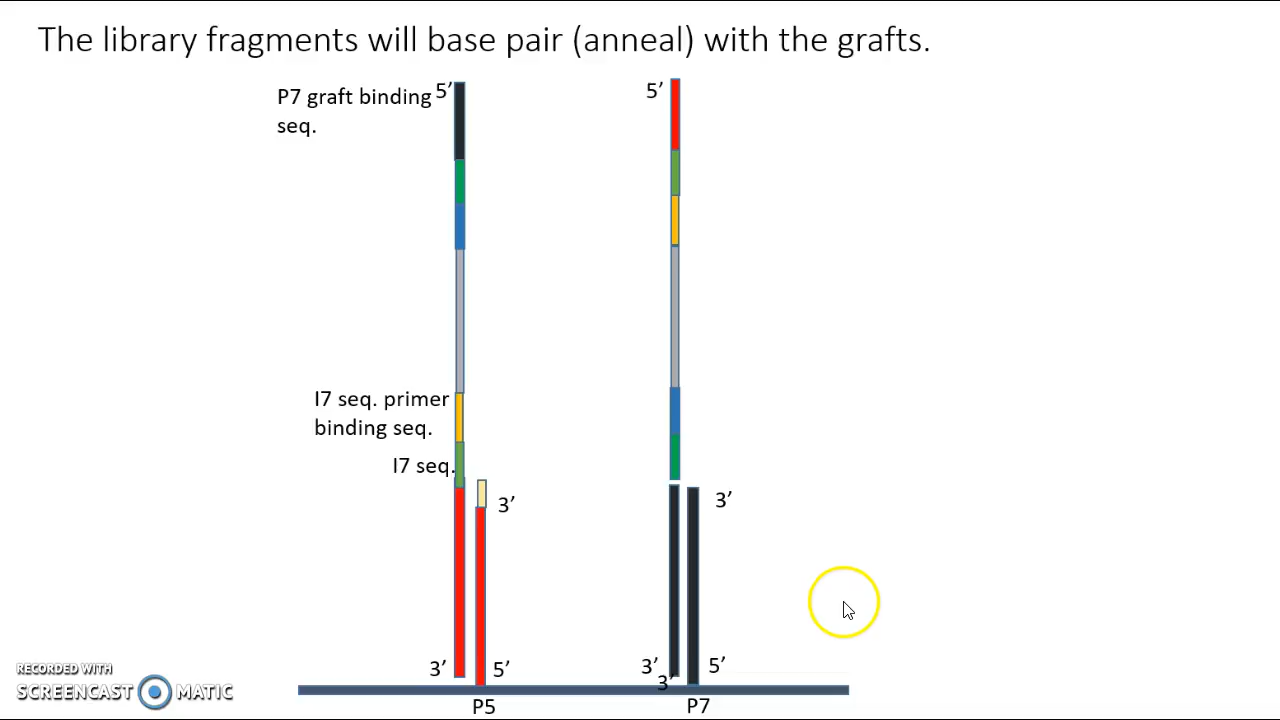 The library fragments will base pair (anneal) with the grafts.
P7 graft binding 5’
seq.
5’
I7 seq. primer
binding seq.
I7 seq.
3’
3’
3’
5’
3’
5’
3’
P5
P7
RECORDED WITH
SCREENCAST MATIC